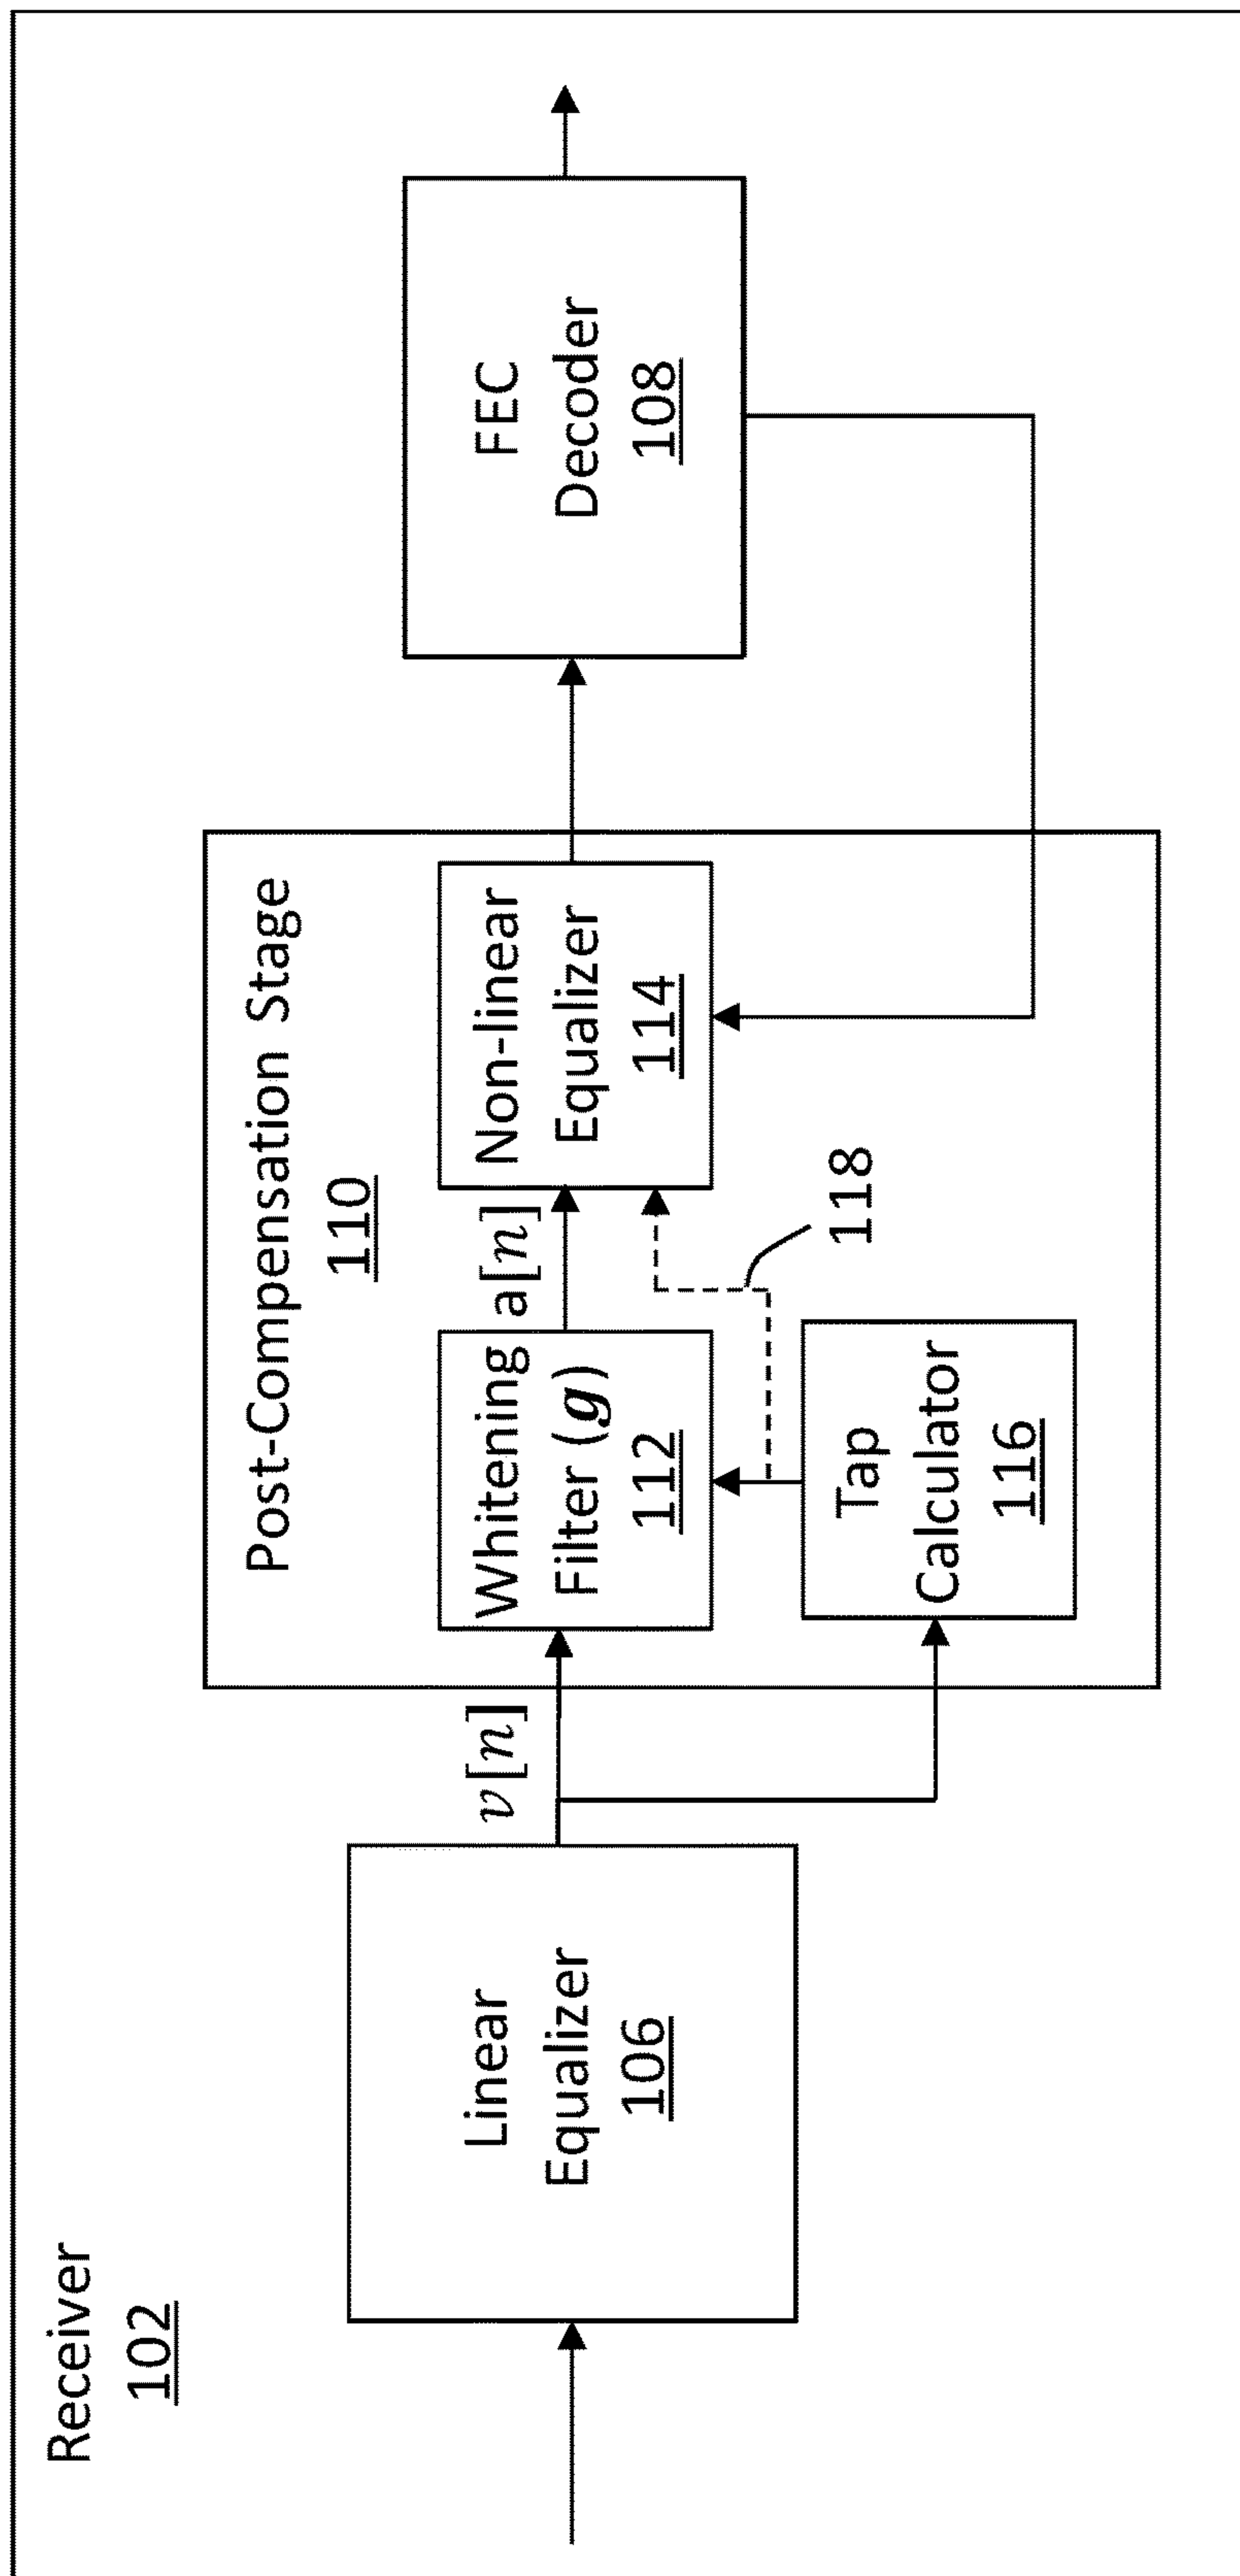 Receiver
102
Linear
Equalizer
106
v[n]
Post-Compensation Stage
110
Whitening
Filter (g)
112
a[n]
Non-linear
Equalizer
114
Tap
Calculator
116
118
FEC
Decoder
108